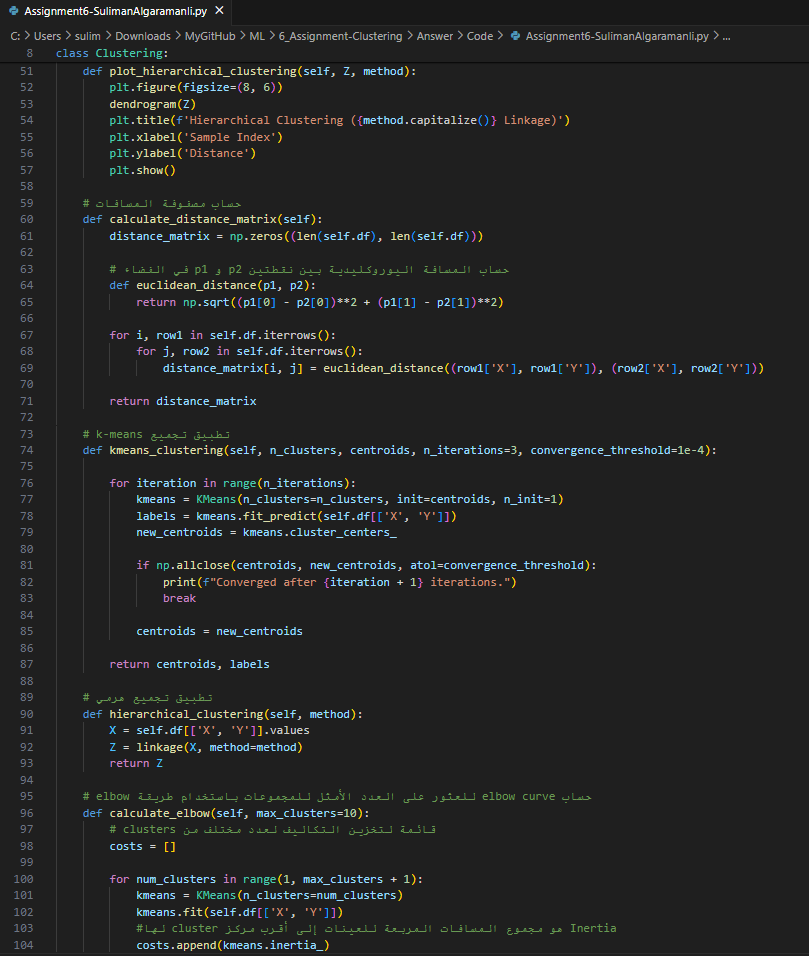 Assignment6-SulimanAlgaramanli.py ×
C: > Users > sulim > Downloads > MyGitHub > ML > 6_Assignment-Clustering > Answer > Code > Assignment6-SulimanAlgaramanli.py > ...
8 class Clustering:
51 def plot_hierarchical_clustering(self, Z, method):
52 plt.figure(figsize=(8, 6))
53 dendrogram(Z)
54 plt.title(f'Hierarchical Clustering ({method.capitalize()} Linkage)')
55 plt.xlabel('Sample Index')
56 plt.ylabel('Distance')
57 plt.show()
58
59 # حساب مصفوفة المسافات
60 def calculate_distance_matrix(self):
61 distance_matrix = np.zeros((len(self.df), len(self.df)))
62
63 # حساب المسافة اليوروكليدية بين نقطتين p2 و p1 في الفضاء
64 def euclidean_distance(p1, p2):
65 return np.sqrt((p1[0] - p2[0])**2 + (p1[1] - p2[1])**2)
66
67 for i, row1 in self.df.iterrows():
68 for j, row2 in self.df.iterrows():
69 distance_matrix[i, j] = euclidean_distance((row1['X'], row1['Y']), (row2['X'], row2['Y']))
70
71 return distance_matrix
72
73 # k-means تطبيق تجميع
74 def kmeans_clustering(self, n_clusters, centroids, n_iterations=3, convergence_threshold=1e-4):
75
76 for iteration in range(n_iterations):
77 kmeans = KMeans(n_clusters=n_clusters, init=centroids, n_init=1)
78 labels = kmeans.fit_predict(self.df[['X', 'Y']])
79 new_centroids = kmeans.cluster_centers_
80
81 if np.allclose(centroids, new_centroids, atol=convergence_threshold):
82 print(f"Converged after {iteration + 1} iterations.")
83 break
84
85 centroids = new_centroids
86
87 return centroids, labels
88
89 # تطبيق تجميع هرمي
90 def hierarchical_clustering(self, method):
91 X = self.df[['X', 'Y']].values
92 Z = linkage(X, method=method)
93 return Z
94
95 # elbow للعثور على العدد الأمثل للمجموعات باستخدام طريقة elbow curve حساب
96 def calculate_elbow(self, max_clusters=10):
97 # clusters قائمة لتخزين التكاليف لعدد مختلف من
98 costs = []
99
100 for num_clusters in range(1, max_clusters + 1):
101 kmeans = KMeans(n_clusters=num_clusters)
102 kmeans.fit(self.df[['X', 'Y']])
103 #لها cluster هو مجموع المسافات المربعة للعينات إلى أقرب مركز Inertia
104 costs.append(kmeans.inertia_)